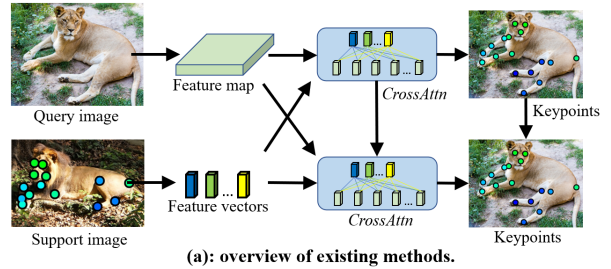 Query image
Feature map
CrossAttn
Keypoints
Support image
Feature vectors
CrossAttn
Keypoints
(a): overview of existing methods.